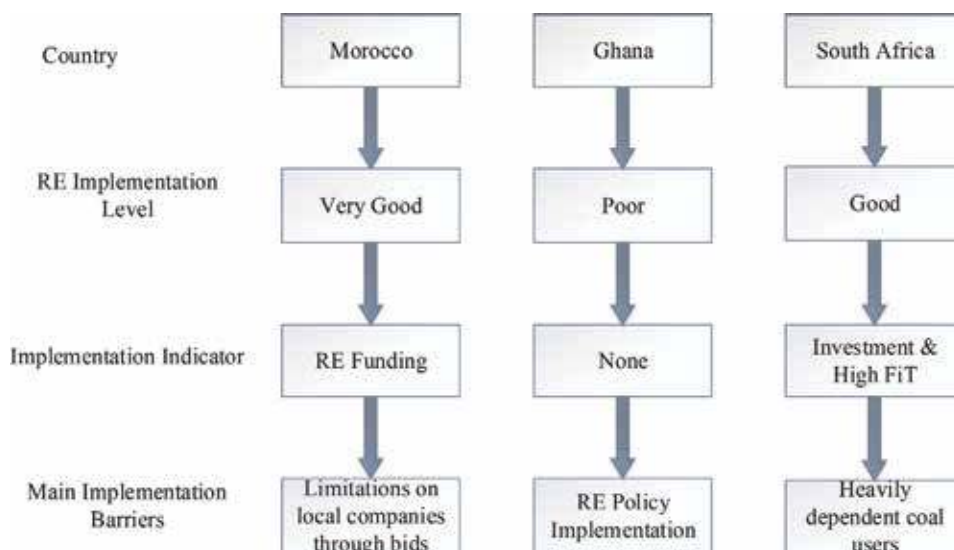 Country
Morocco
Ghana
South Africa
RE Implementation
Level
Very Good
Poor
Good
Implementation Indicator
RE Funding
None
Investment &
High FiT
Main Implementation
Barriers
Limitations on
local companies
through bids
RE Policy
Implementation
Heavily
dependent coal
users